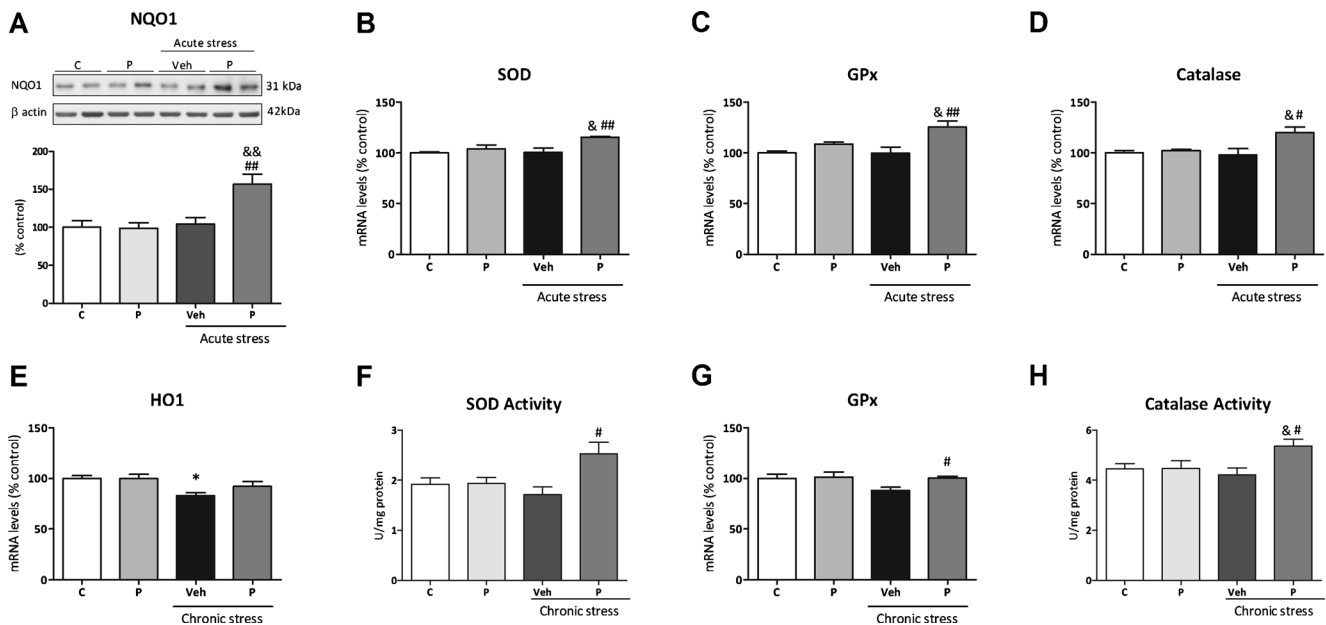 A
NQO1
Acute stress
C P Veh P
NQO1 31 kDa
β actin 42kDa
(% control)
200
150
100
50
0
&&
##
C P Veh P
Acute stress
B
SOD
mRNA levels (% control)
150
100
50
0
& ##
C P Veh P
Acute stress
C
GPx
mRNA levels (% control)
150
100
50
0
& ##
C P Veh P
Acute stress
D
Catalase
mRNA levels (% control)
150
100
50
0
& #
C P Veh P
Acute stress
E
HO1
mRNA levels (% control)
150
100
50
0
*
C P Veh P
Chronic stress
F
SOD Activity
U/mg protein
3
2
1
0
#
C P Veh P
Chronic stress
G
GPx
mRNA levels (% control)
150
100
50
0
#
C P Veh P
Chronic stress
H
Catalase Activity
U/mg protein
6
4
2
0
& #
C P Veh P
Chronic stress